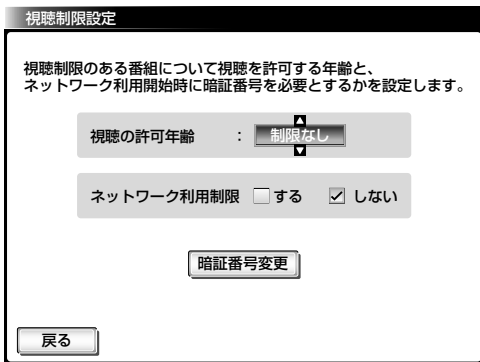 視聴制限設定
視聴制限のある番組について視聴を許可する年齢と、
ネットワーク利用開始時に暗証番号を必要とするかを設定します。
視聴の許可年齢 : 制限なし
ネットワーク利用制限 する しない
暗証番号変更
戻る